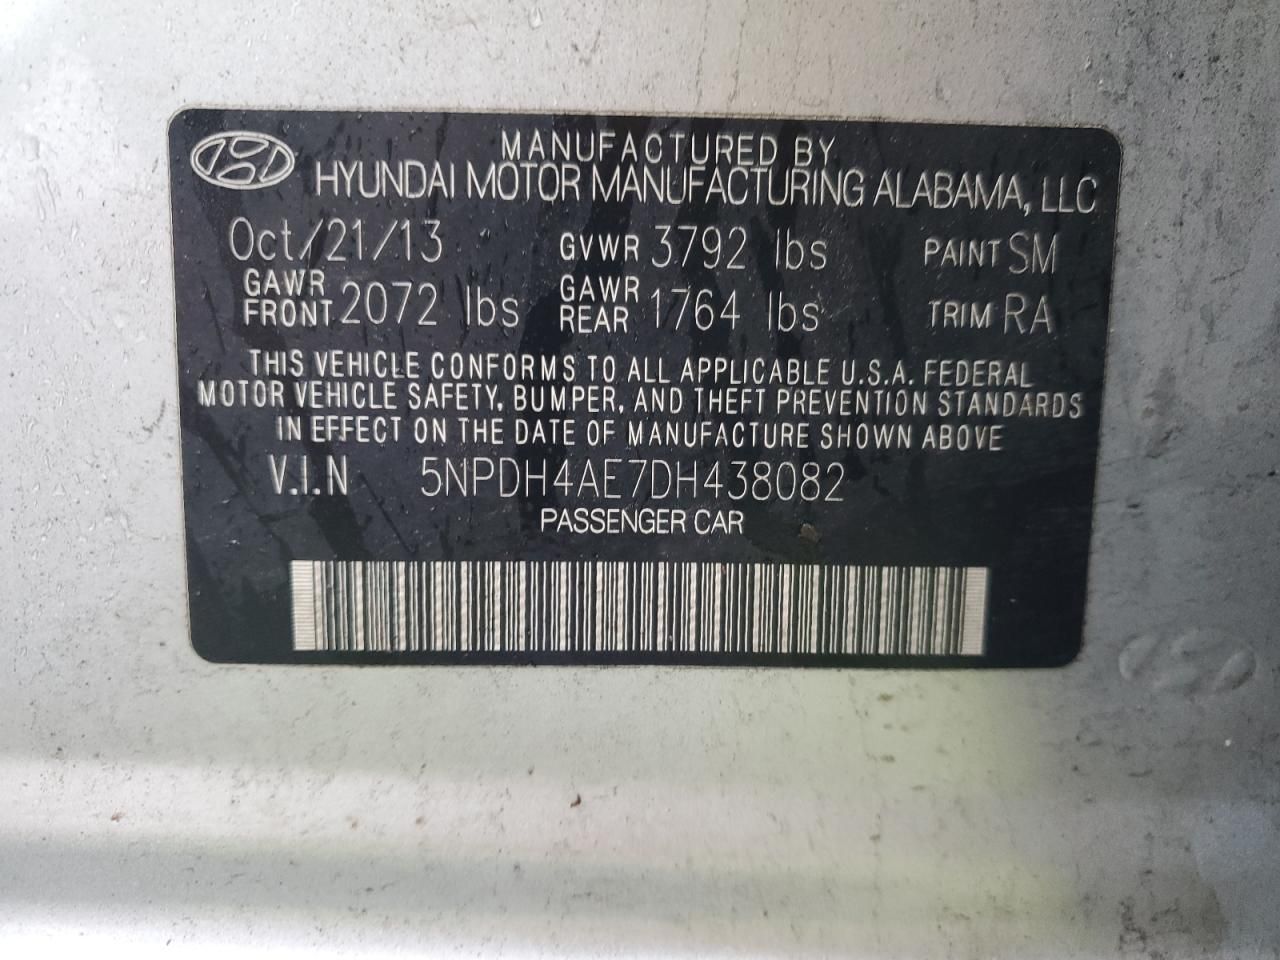 MANUFACTURED BY
HYUNDAI MOTOR MANUFACTURING ALABAMA, LLC
Oct/21/13 GVWR 3792 lbs PAINT SM
GAWR FRONT 2072 lbs GAWR REAR 1764 lbs TRIM RA
THIS VEHICLE CONFORMS TO ALL APPLICABLE U.S.A. FEDERAL
MOTOR VEHICLE SAFETY, BUMPER, AND THEFT PREVENTION STANDARDS
IN EFFECT ON THE DATE OF MANUFACTURE SHOWN ABOVE
V.I.N 5NPDH4AE7DH438082
PASSENGER CAR